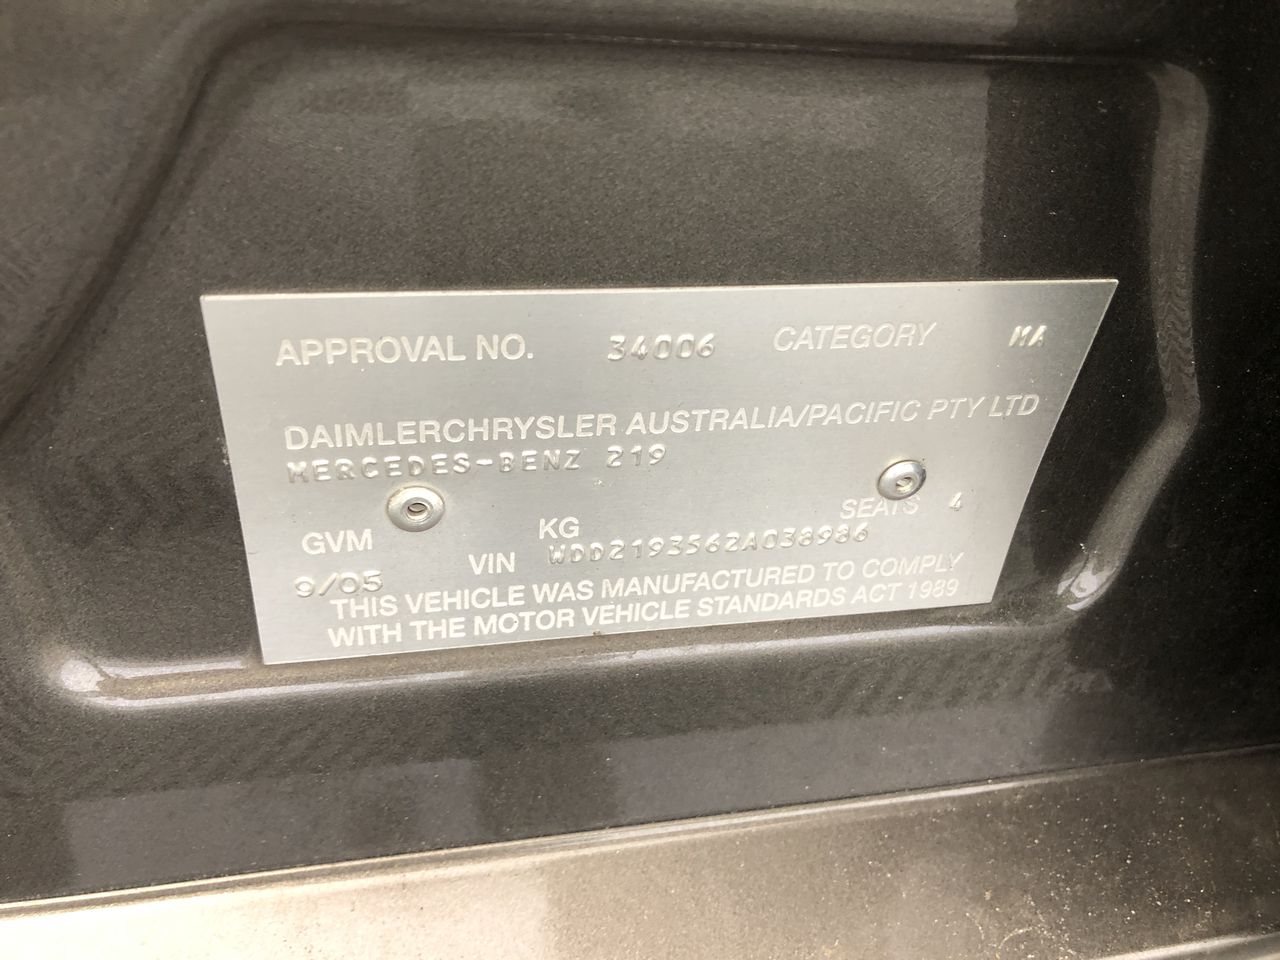 APPROVAL NO. 34006 CATEGORY MA
DAIMLERCHRYSLER AUSTRALIA/PACIFIC PTY LTD
MERCEDES-BENZ 219
GVM KG SEATS 4
9/05 VIN WDD2193562A038986
THIS VEHICLE WAS MANUFACTURED TO COMPLY
WITH THE MOTOR VEHICLE STANDARDS ACT 1989